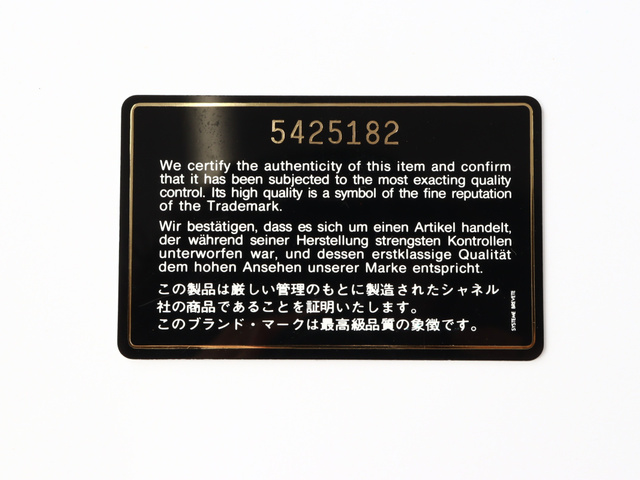 5425182
We certify the authenticity of this item and confirm
that it has been subjected to the most exacting quality
control. Its high quality is a symbol of the fine reputation
of the Trademark.
Wir bestätigen, dass es sich um einen Artikel handelt,
der während seiner Herstellung strengsten Kontrollen
unterworfen war, und dessen erstklassige Qualität
dem hohen Ansehen unserer Marke entspricht.
この製品は厳しい管理のもとに製造されたシャネル
社の商品であることを証明いたします。
このブランド・マークは最高級品質の象徴です。
SYSTEME BREVETE